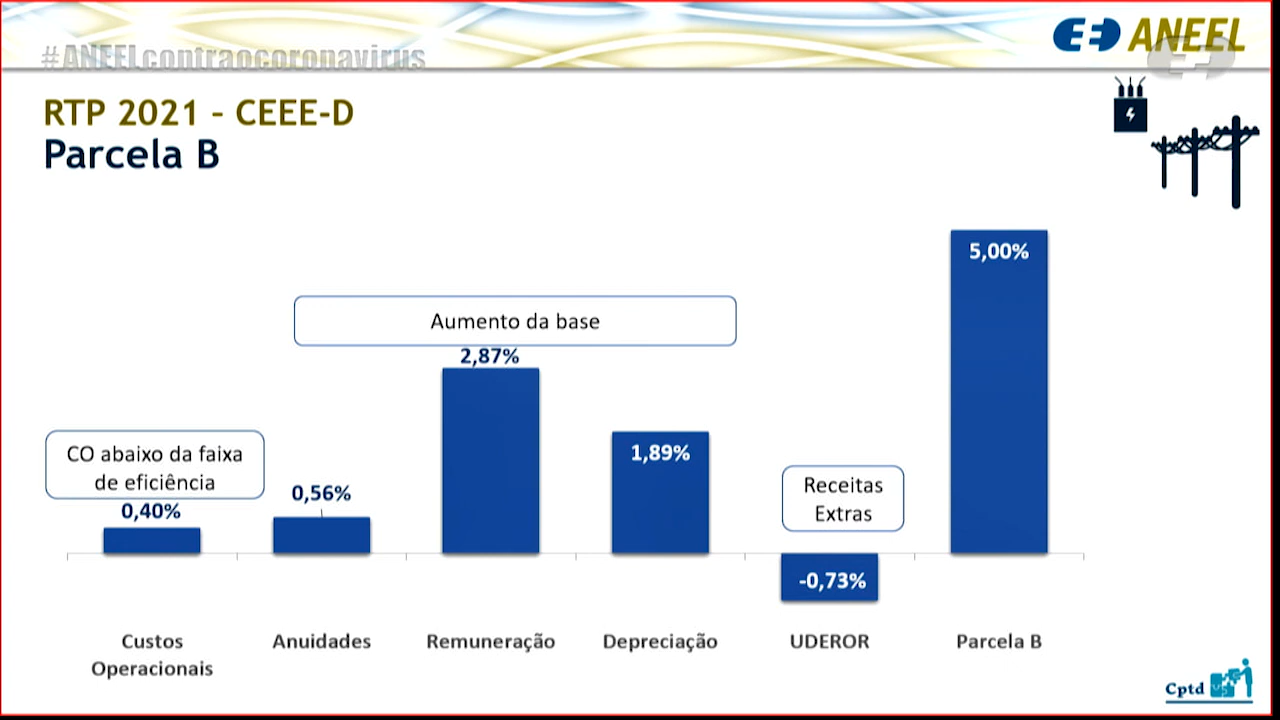 #ANEELcontraocoronavirus
ANEEL
RTP 2021 – CEEE-D
Parcela B
5,00%
Aumento da base
2,87%
CO abaixo da faixa
de eficiência
0,40%
0,56%
1,89%
Receitas
Extras
-0,73%
Custos
Operacionais
Anuidades
Remuneração
Depreciação
UDEROR
Parcela B
Cptd